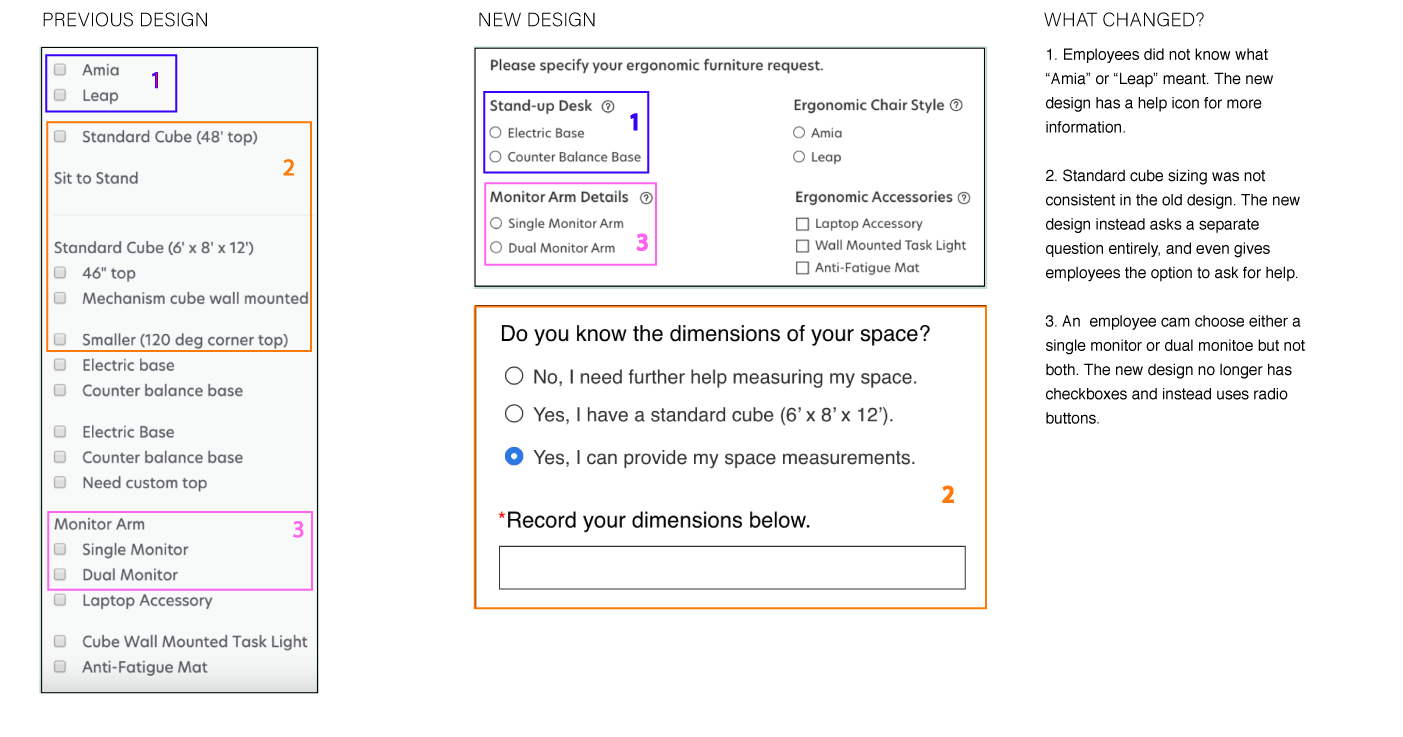 PREVIOUS DESIGN
1
Amia
Leap
2
Standard Cube (48' top)
Sit to Stand
Standard Cube (6' x 8' x 12')
46" top
Mechanism cube wall mounted
Smaller (120 deg corner top)
Electric base
Counter balance base
Electric Base
Counter balance base
Need custom top
Monitor Arm
3
Single Monitor
Dual Monitor
Laptop Accessory
Cube Wall Mounted Task Light
Anti-Fatigue Mat
NEW DESIGN
Please specify your ergonomic furniture request.
Stand-up Desk ?
1
Electric Base
Counter Balance Base
Ergonomic Chair Style ?
Amia
Leap
Monitor Arm Details ?
Single Monitor Arm
Dual Monitor Arm
3
Ergonomic Accessories ?
Laptop Accessory
Wall Mounted Task Light
Anti-Fatigue Mat
Do you know the dimensions of your space?
No, I need further help measuring my space.
Yes, I have a standard cube (6’ x 8’ x 12’).
Yes, I can provide my space measurements.
2
*Record your dimensions below.
WHAT CHANGED?
1. Employees did not know what
“Amia” or “Leap” meant. The new
design has a help icon for more
information.
2. Standard cube sizing was not
consistent in the old design. The new
design instead asks a separate
question entirely, and even gives
employees the option to ask for help.
3. An employee cam choose either a
single monitor or dual monitoe but not
both. The new design no longer has
checkboxes and instead uses radio
buttons.